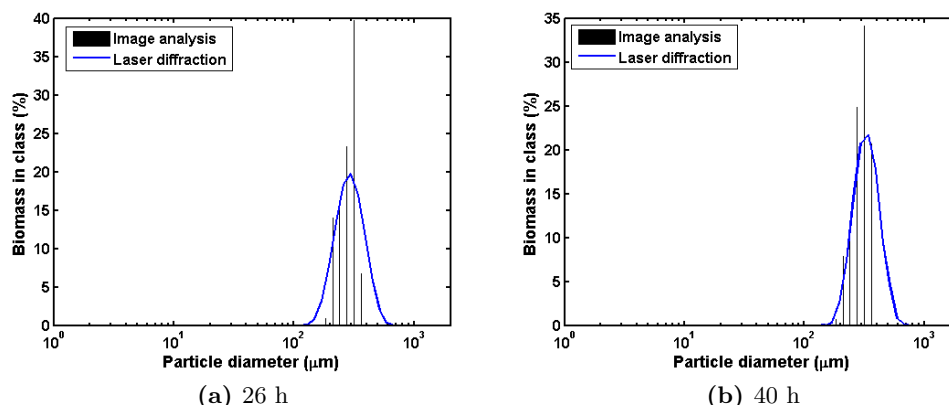 40
35
30
25
20
15
10
5
0
Biomass in class (%)
Image analysis
Laser diffraction
10^0
10^1
10^2
10^3
Particle diameter (μm)
(a) 26 h
35
30
25
20
15
10
5
0
Biomass in class (%)
Image analysis
Laser diffraction
10^0
10^1
10^2
10^3
Particle diameter (μm)
(b) 40 h